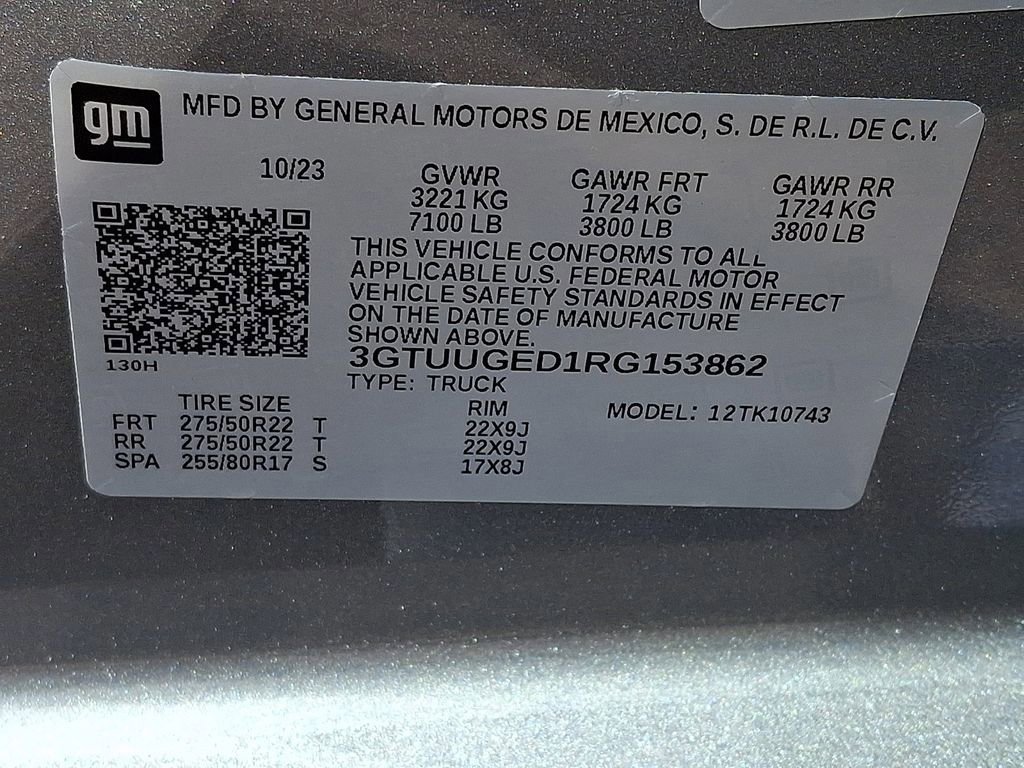 gm
MFD BY GENERAL MOTORS DE MEXICO, S. DE R.L. DE C.V.
10/23
GVWR GAWR FRT GAWR RR
3221 KG 1724 KG 1724 KG
7100 LB 3800 LB 3800 LB
THIS VEHICLE CONFORMS TO ALL
APPLICABLE U.S. FEDERAL MOTOR
VEHICLE SAFETY STANDARDS IN EFFECT
ON THE DATE OF MANUFACTURE
SHOWN ABOVE.
3GTUUGED1RG153862
130H
TYPE: TRUCK
TIRE SIZE RIM MODEL: 12TK10743
FRT 275/50R22 T 22X9J
RR 275/50R22 T 22X9J
SPA 255/80R17 S 17X8J